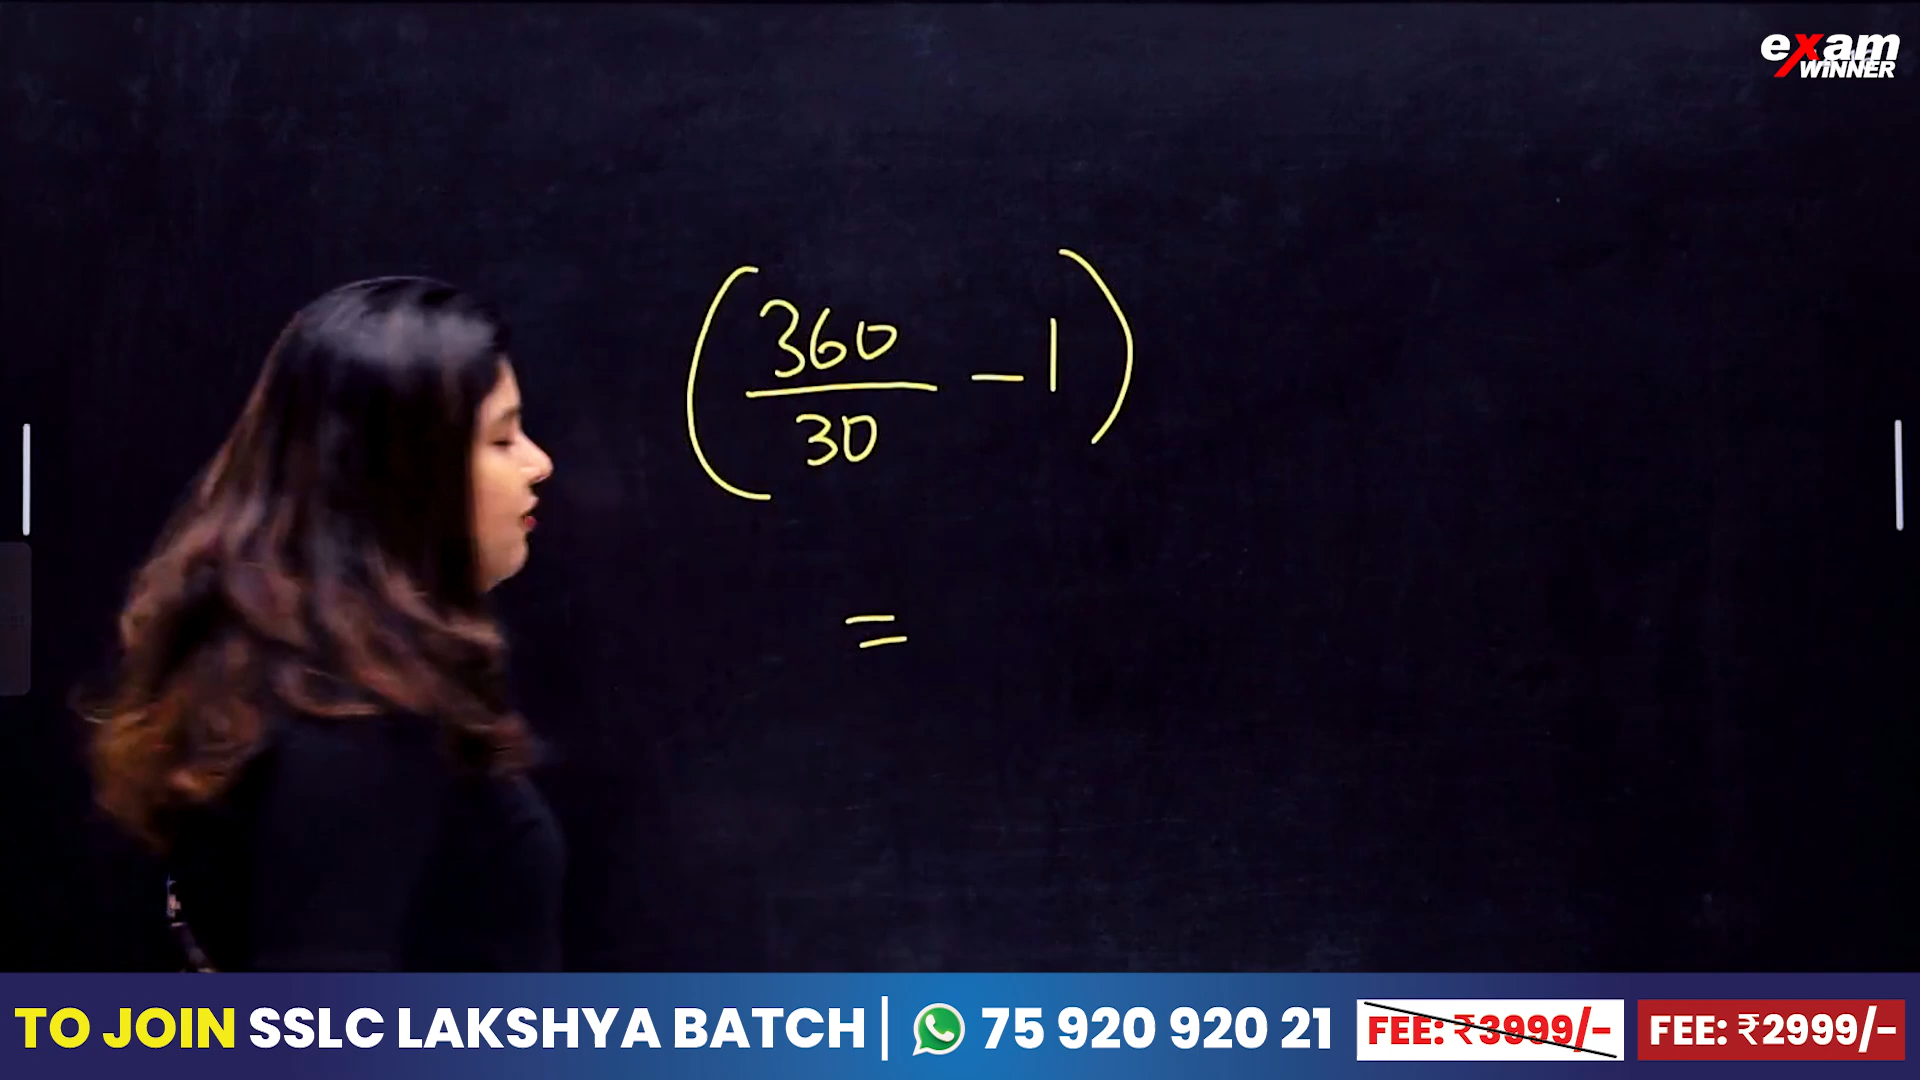 exam
WINNER
(360/30 - 1)
=
TO JOIN SSLC LAKSHYA BATCH | 75 920 920 21 FEE: ₹3999/- FEE: ₹2999/-